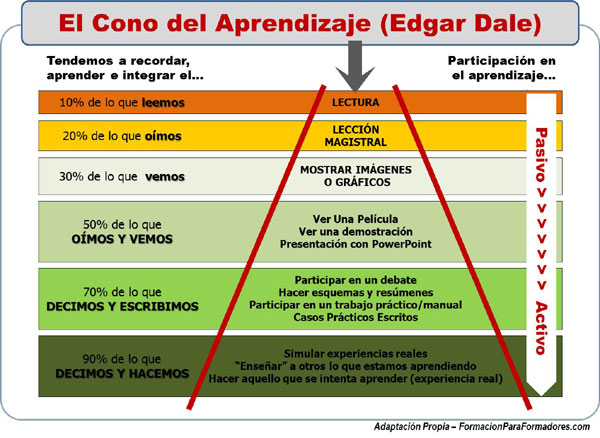 El Cono del Aprendizaje (Edgar Dale)
Tendemos a recordar,
aprender e integrar el...
Participación en
el aprendizaje...
10% de lo que leemos
LECTURA
20% de lo que oímos
LECCIÓN
MAGISTRAL
30% de lo que vemos
MOSTRAR IMÁGENES
O GRÁFICOS
50% de lo que
OÍMOS Y VEMOS
Ver Una Película
Ver una demostración
Presentación con PowerPoint
70% de lo que
DECIMOS Y ESCRIBIMOS
Participar en un debate
Hacer esquemas y resúmenes
Participar en un trabajo práctico/manual
Casos Prácticos Escritos
90% de lo que
DECIMOS Y HACEMOS
Simular experiencias reales
"Enseñar" a otros lo que estamos aprendiendo
Hacer aquello que se intenta aprender (experiencia real)
Pasivo > > > > > > > Activo
Adaptación Propia – FormacionParaFormadores.com